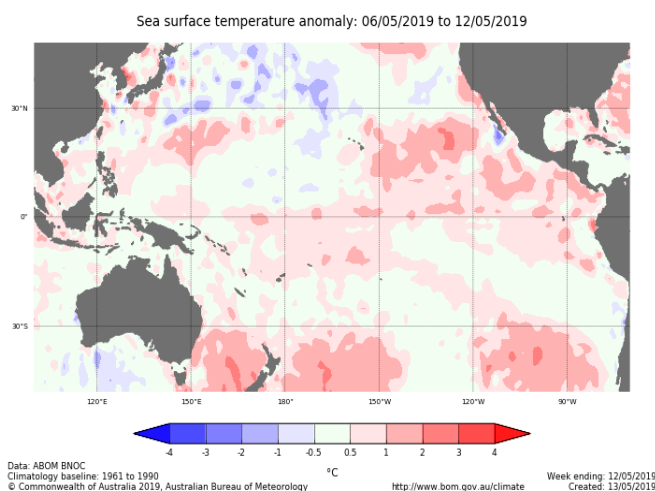 Sea surface temperature anomaly: 06/05/2019 to 12/05/2019
30°N
0°
30°S
120°E 150°E 180° 150°W 120°W 90°W
-4 -3 -2 -1 -0.5 0.5 1 2 3 4
°C
Data: ABOM BNOC
Climatology baseline: 1961 to 1990 Week ending: 12/05/2019
© Commonwealth of Australia 2019, Australian Bureau of Meteorology http://www.bom.gov.au/climate Created: 13/05/2019